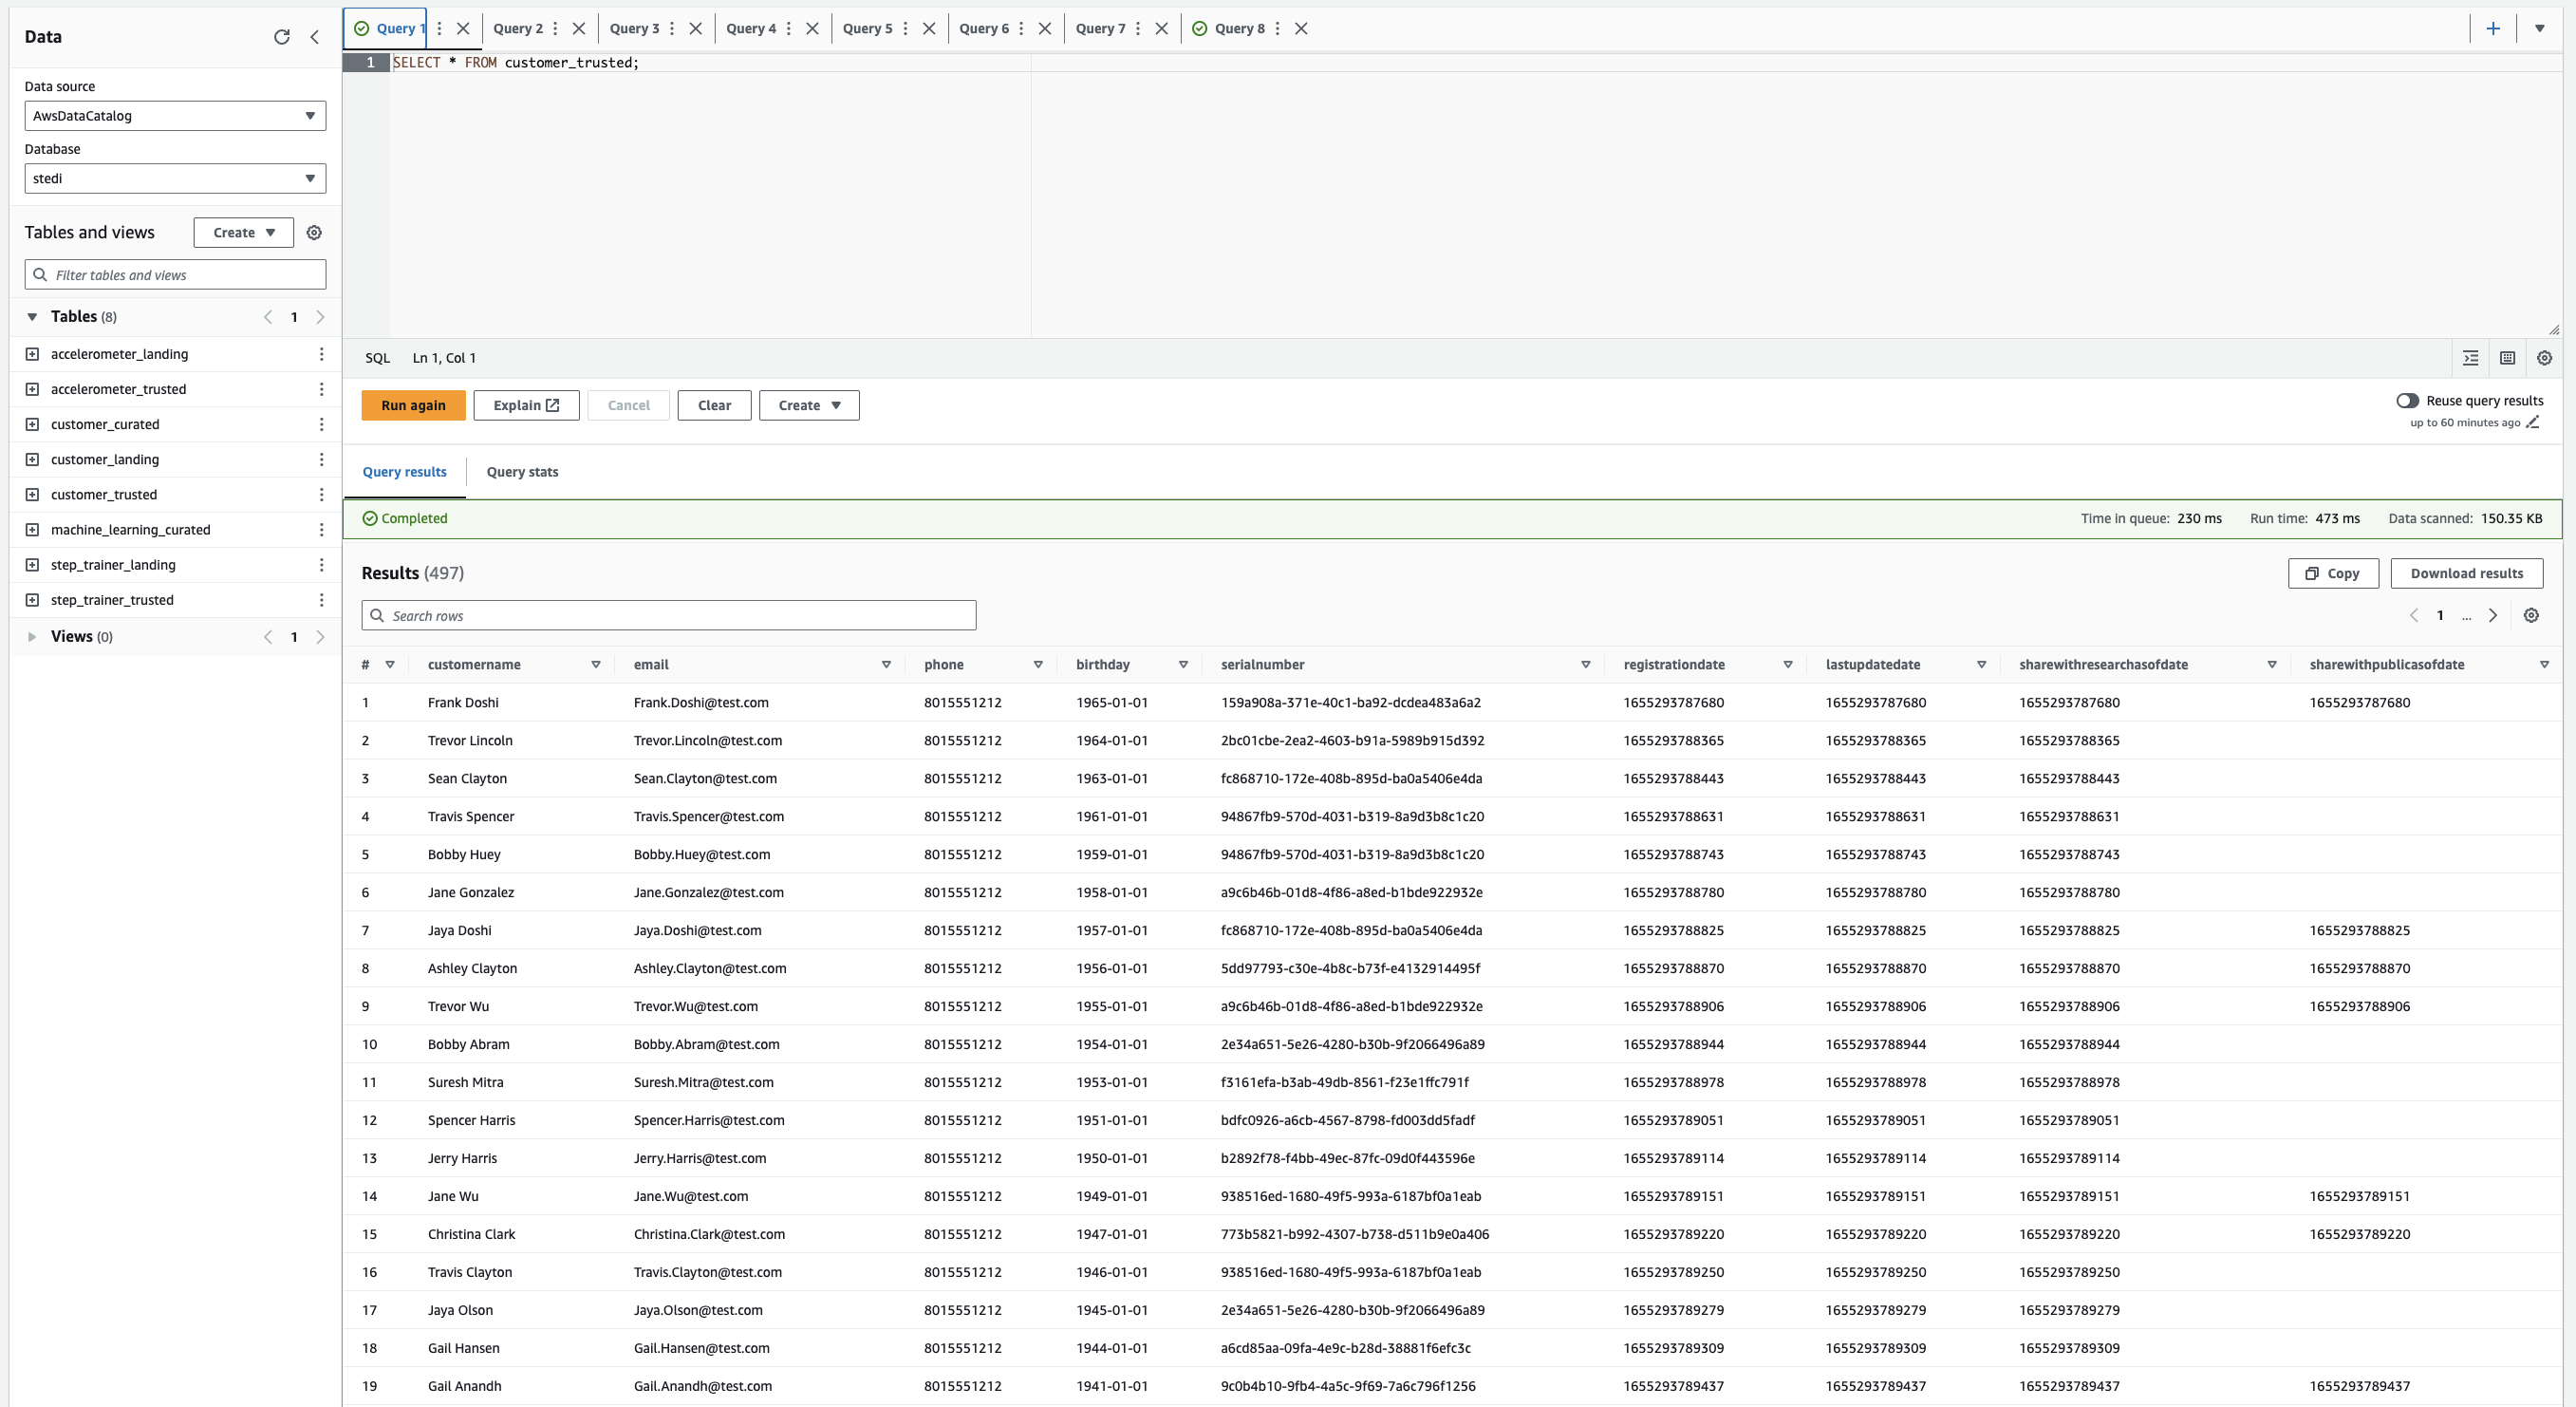 Data
Data source
AwsDataCatalog
Database
stedi
Tables and views
Create
Filter tables and views
Tables (8)
1
accelerometer_landing
accelerometer_trusted
customer_curated
customer_landing
customer_trusted
machine_learning_curated
step_trainer_landing
step_trainer_trusted
Views (0)
1
Query 1 Query 2 Query 3 Query 4 Query 5 Query 6 Query 7 Query 8
1 SELECT * FROM customer_trusted;
SQL Ln 1, Col 1
Run again Explain Cancel Clear Create
Reuse query results
up to 60 minutes ago
Query results Query stats
Completed Time in queue: 230 ms Run time: 473 ms Data scanned: 150.35 KB
Results (497) Copy Download results
Search rows 1 ...
# customername email phone birthday serialnumber registrationdate lastupdatedate sharewithresearchasofdate sharewithpublicasofdate
1 Frank Doshi Frank.Doshi@test.com 8015551212 1965-01-01 159a908a-371e-40c1-ba92-dcdea483a6a2 1655293787680 1655293787680 1655293787680 1655293787680
2 Trevor Lincoln Trevor.Lincoln@test.com 8015551212 1964-01-01 2bc01cbe-2ea2-4603-b91a-5989b915d392 1655293788365 1655293788365 1655293788365
3 Sean Clayton Sean.Clayton@test.com 8015551212 1963-01-01 fc868710-172e-408b-895d-ba0a5406e4da 1655293788443 1655293788443 1655293788443
4 Travis Spencer Travis.Spencer@test.com 8015551212 1961-01-01 94867fb9-570d-4031-b319-8a9d3b8c1c20 1655293788631 1655293788631 1655293788631
5 Bobby Huey Bobby.Huey@test.com 8015551212 1959-01-01 94867fb9-570d-4031-b319-8a9d3b8c1c20 1655293788743 1655293788743 1655293788743
6 Jane Gonzalez Jane.Gonzalez@test.com 8015551212 1958-01-01 a9c6b46b-01d8-4f86-a8ed-b1bde922932e 1655293788780 1655293788780 1655293788780
7 Jaya Doshi Jaya.Doshi@test.com 8015551212 1957-01-01 fc868710-172e-408b-895d-ba0a5406e4da 1655293788825 1655293788825 1655293788825 1655293788825
8 Ashley Clayton Ashley.Clayton@test.com 8015551212 1956-01-01 5dd97793-c30e-4b8c-b73f-e4132914495f 1655293788870 1655293788870 1655293788870 1655293788870
9 Trevor Wu Trevor.Wu@test.com 8015551212 1955-01-01 a9c6b46b-01d8-4f86-a8ed-b1bde922932e 1655293788906 1655293788906 1655293788906 1655293788906
10 Bobby Abram Bobby.Abram@test.com 8015551212 1954-01-01 2e34a651-5e26-4280-b30b-9f2066496a89 1655293788944 1655293788944 1655293788944
11 Suresh Mitra Suresh.Mitra@test.com 8015551212 1953-01-01 f3161efa-b3ab-49db-8561-f23e1ffc791f 1655293788978 1655293788978 1655293788978
12 Spencer Harris Spencer.Harris@test.com 8015551212 1951-01-01 bdfc0926-a6cb-4567-8798-fd003dd5fadf 1655293789051 1655293789051 1655293789051
13 Jerry Harris Jerry.Harris@test.com 8015551212 1950-01-01 b2892f78-f4bb-49ec-87fc-09d0f443596e 1655293789114 1655293789114 1655293789114
14 Jane Wu Jane.Wu@test.com 8015551212 1949-01-01 938516ed-1680-49f5-993a-6187bf0a1eab 1655293789151 1655293789151 1655293789151 1655293789151
15 Christina Clark Christina.Clark@test.com 8015551212 1947-01-01 773b5821-b992-4307-b738-d511b9e0a406 1655293789220 1655293789220 1655293789220 1655293789220
16 Travis Clayton Travis.Clayton@test.com 8015551212 1946-01-01 938516ed-1680-49f5-993a-6187bf0a1eab 1655293789250 1655293789250 1655293789250
17 Jaya Olson Jaya.Olson@test.com 8015551212 1945-01-01 2e34a651-5e26-4280-b30b-9f2066496a89 1655293789279 1655293789279 1655293789279
18 Gail Hansen Gail.Hansen@test.com 8015551212 1944-01-01 a6cd85aa-09fa-4e9c-b28d-38881f6efc3c 1655293789309 1655293789309 1655293789309
19 Gail Anandh Gail.Anandh@test.com 8015551212 1941-01-01 9c0b4b10-9fb4-4a5c-9f69-7a6c796f1256 1655293789437 1655293789437 1655293789437 1655293789437